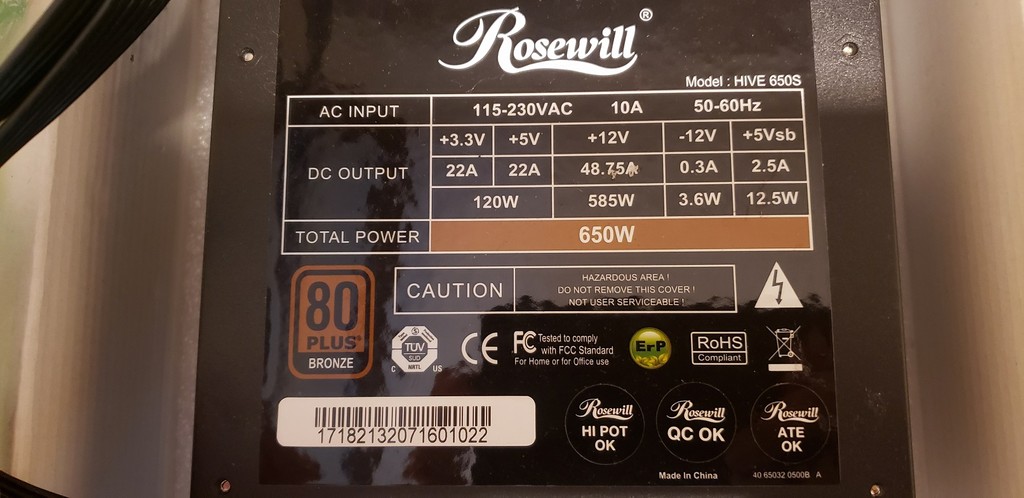 Rosewill®
Model : HIVE 650S
AC INPUT 115-230VAC 10A 50-60Hz
DC OUTPUT +3.3V +5V +12V -12V +5Vsb
22A 22A 48.75A 0.3A 2.5A
120W 585W 3.6W 12.5W
TOTAL POWER 650W
80
PLUS®
BRONZE
CAUTION
HAZARDOUS AREA !
DO NOT REMOVE THIS COVER !
NOT USER SERVICEABLE !
TÜV
SUD
NRTL
C US
CE
FC Tested to comply
with FCC Standard
For Home or for Office use
ErP
RoHS
Compliant
17182132071601022
Rosewill
HI POT
OK
Rosewill
QC OK
Rosewill
ATE
OK
Made In China
40 65032 0500B A